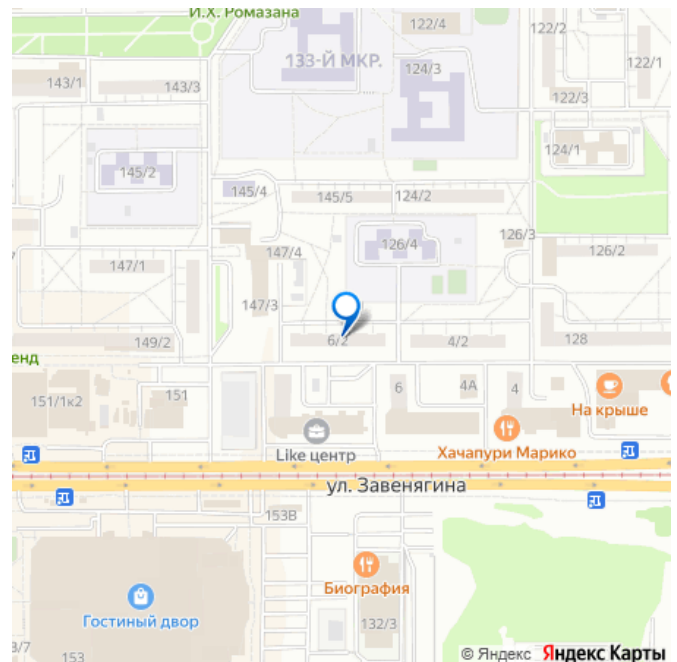 И.Х. Ромазана
122/4
122/2
133-Й МКР.
124/3
122/1
143/1
143/3
122/3
124/1
145/2
145/4
145/5
124/2
126/3
126/4
126/2
147/4
147/1
147/3
149/2
6/2
4/2
128
енд
151/1к2
151
6
4А
4
На крыше
Like центр
Хачапури Марико
ул. Завенягина
153В
Биография
Гостиный двор
132/3
3/7
153
© Яндекс Яндекс Карты